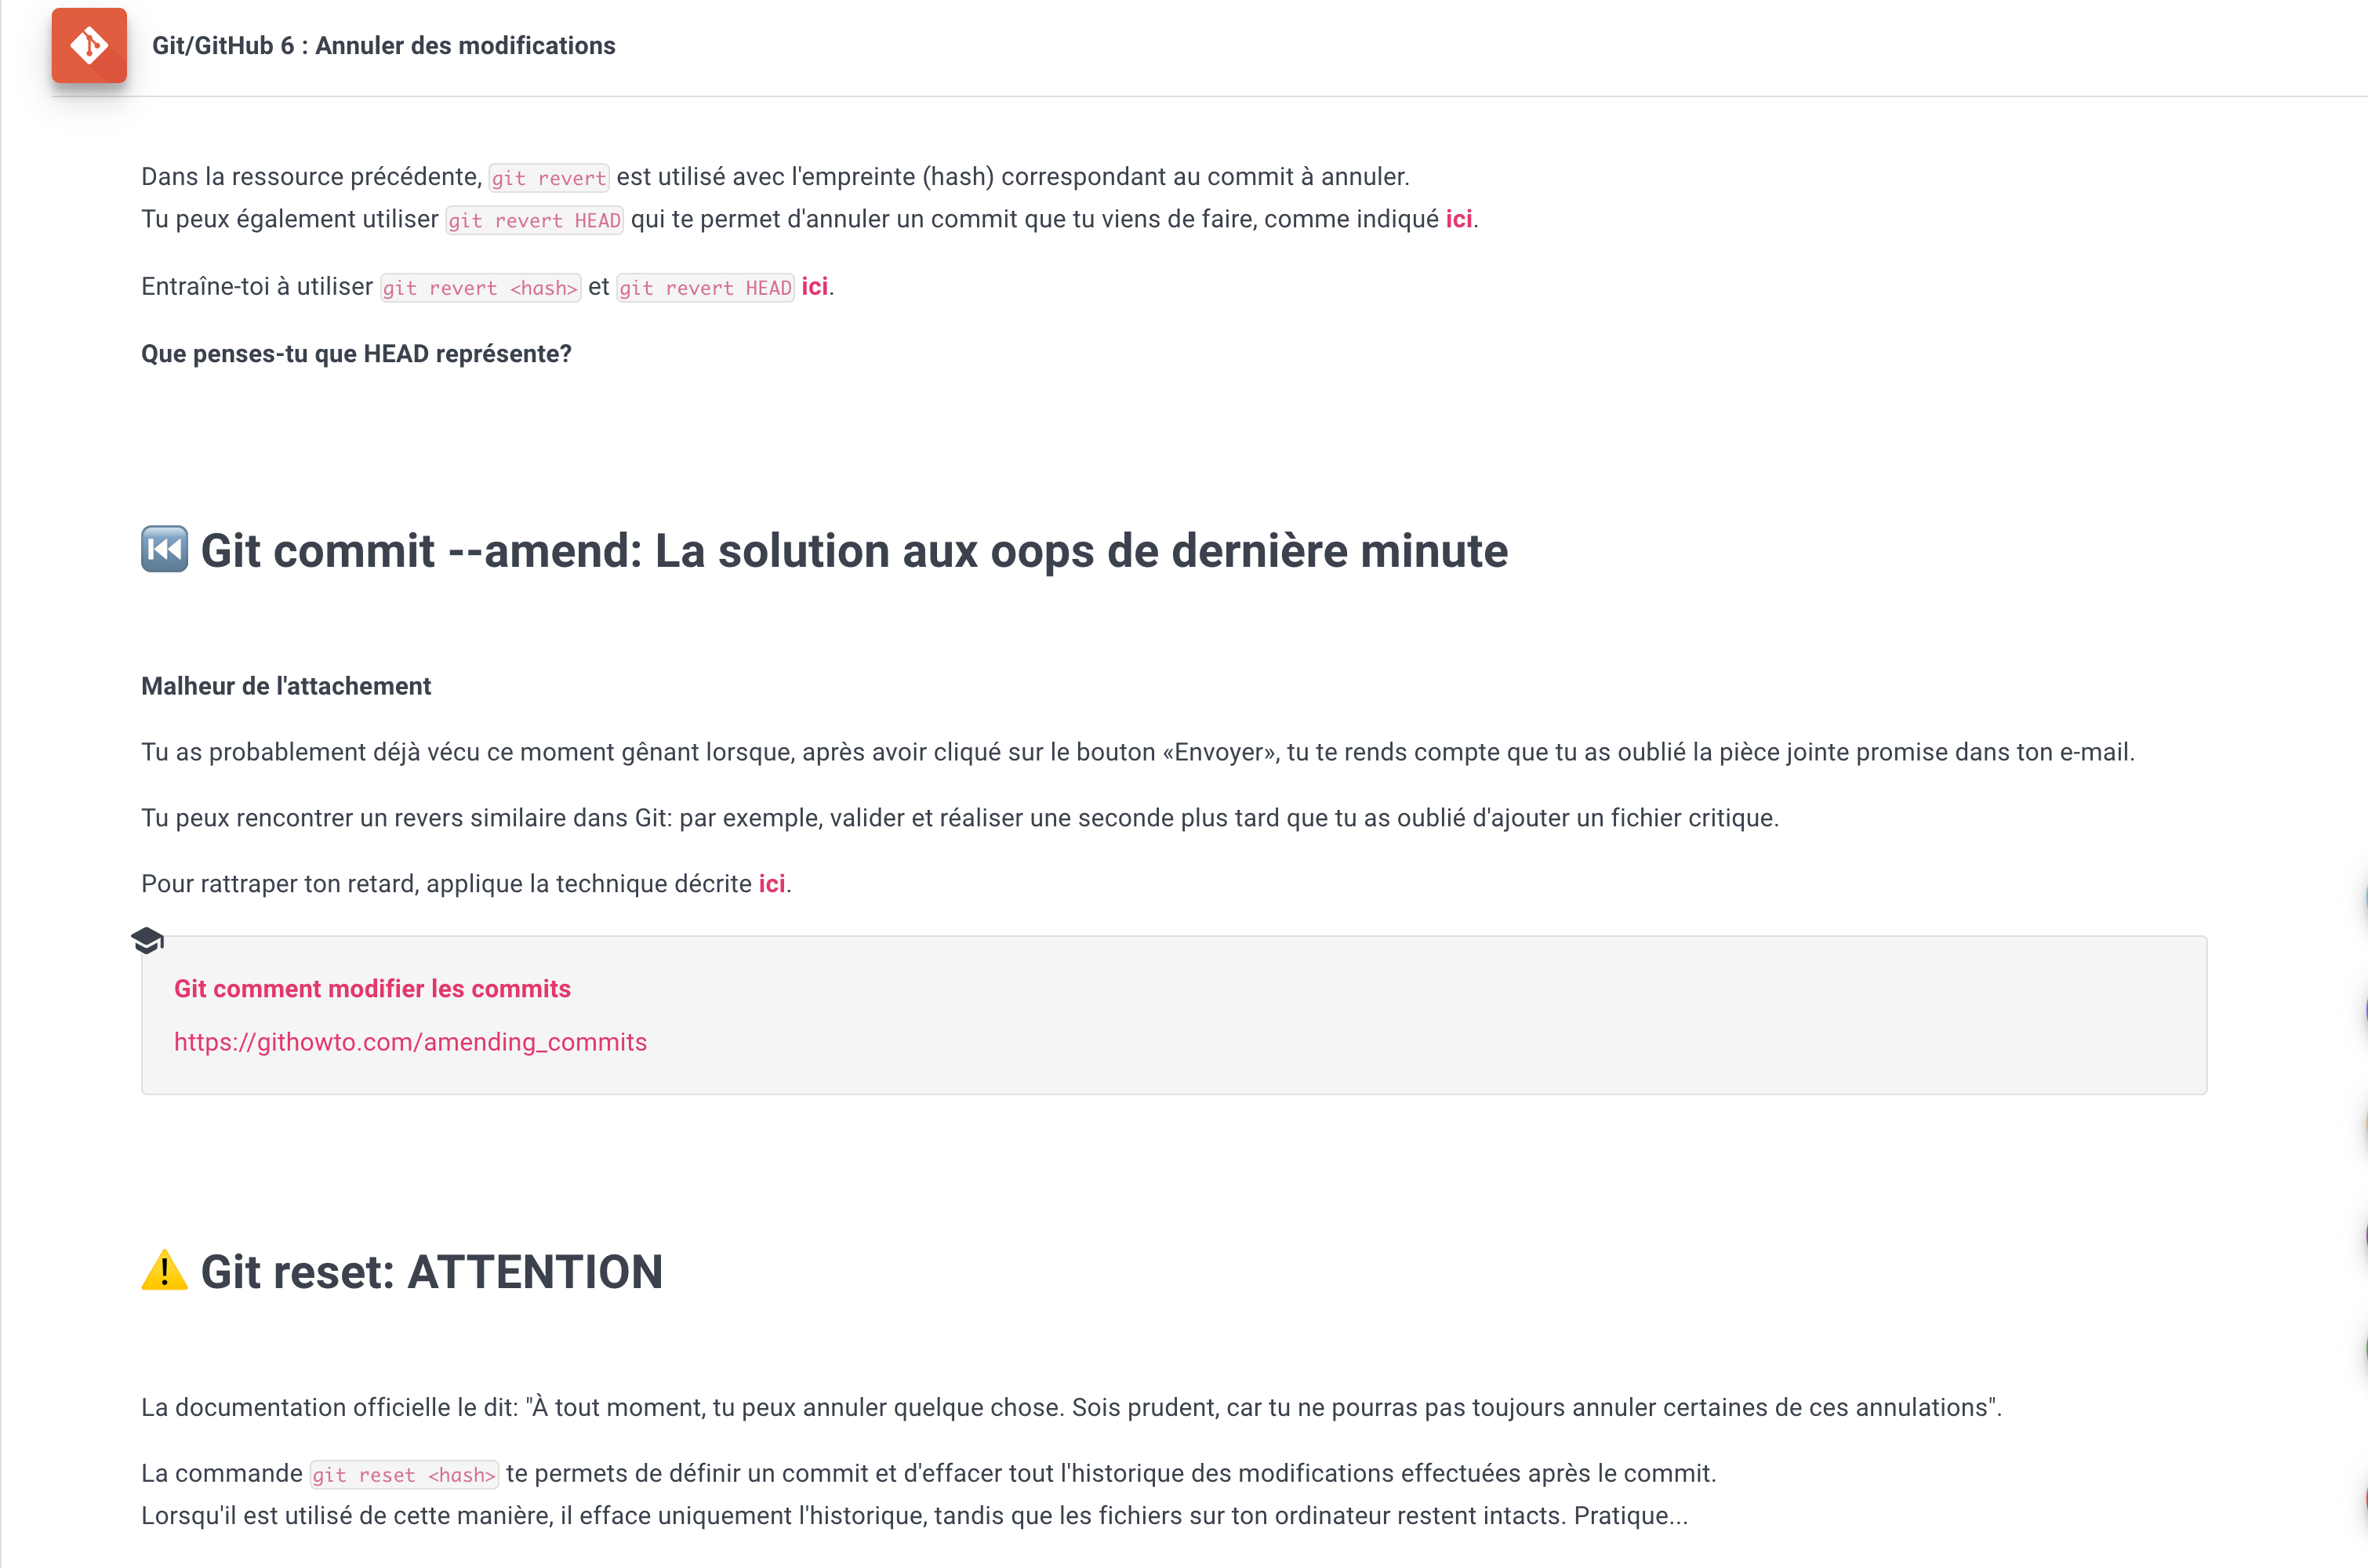 Git/GitHub 6 : Annuler des modifications
Dans la ressource précédente, git revert est utilisé avec l'empreinte (hash) correspondant au commit à annuler.
Tu peux également utiliser git revert HEAD qui te permet d'annuler un commit que tu viens de faire, comme indiqué ici.
Entraîne-toi à utiliser git revert <hash> et git revert HEAD ici.
Que penses-tu que HEAD représente?
Git commit --amend: La solution aux oops de dernière minute
Malheur de l'attachement
Tu as probablement déjà vécu ce moment gênant lorsque, après avoir cliqué sur le bouton «Envoyer», tu te rends compte que tu as oublié la pièce jointe promise dans ton e-mail.
Tu peux rencontrer un revers similaire dans Git: par exemple, valider et réaliser une seconde plus tard que tu as oublié d'ajouter un fichier critique.
Pour rattraper ton retard, applique la technique décrite ici.
Git comment modifier les commits
https://githowto.com/amending_commits
Git reset: ATTENTION
La documentation officielle le dit: "À tout moment, tu peux annuler quelque chose. Sois prudent, car tu ne pourras pas toujours annuler certaines de ces annulations".
La commande git reset <hash> te permets de définir un commit et d'effacer tout l'historique des modifications effectuées après le commit.
Lorsqu'il est utilisé de cette manière, il efface uniquement l'historique, tandis que les fichiers sur ton ordinateur restent intacts. Pratique...